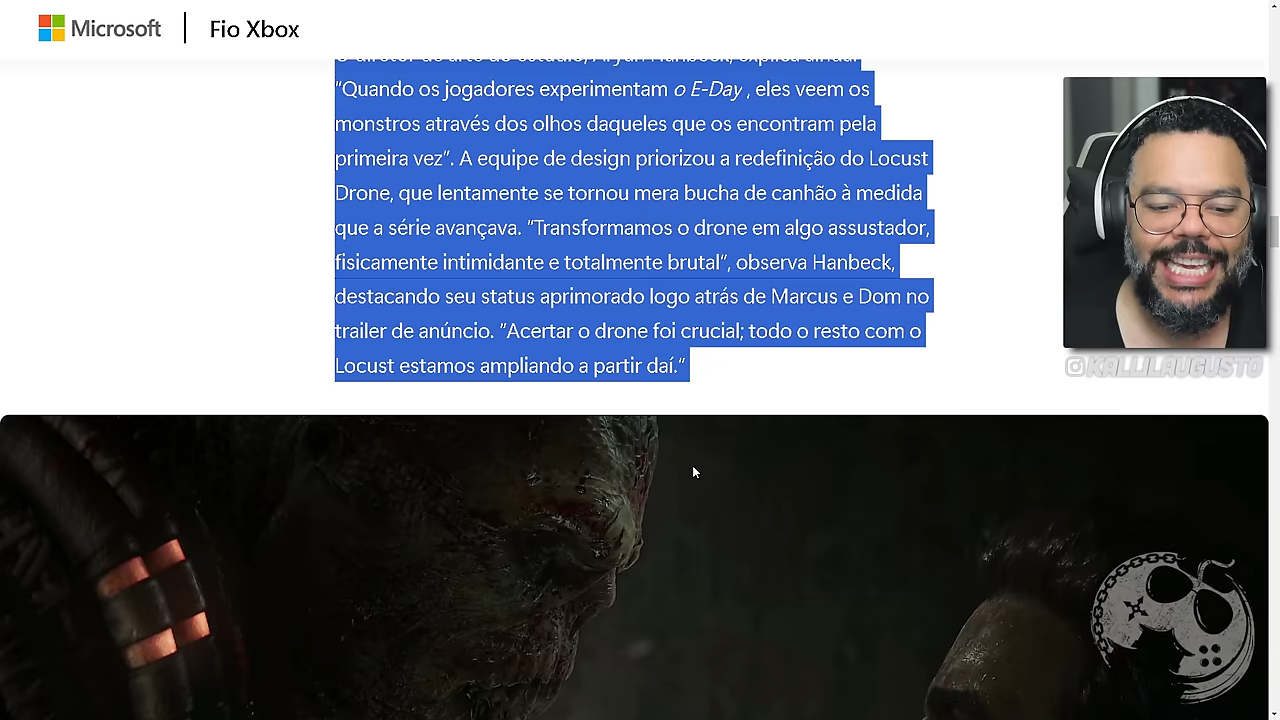 Microsoft
Fio Xbox
"Quando os jogadores experimentam o E-Day , eles veem os
monstros através dos olhos daqueles que os encontram pela
primeira vez". A equipe de design priorizou a redefinição do Locust
Drone, que lentamente se tornou mera bucha de canhão à medida
que a série avançava. "Transformamos o drone em algo assustador,
fisicamente intimidante e totalmente brutal", observa Hanbeck,
destacando seu status aprimorado logo atrás de Marcus e Dom no
trailer de anúncio. "Acertar o drone foi crucial; todo o resto com o
Locust estamos ampliando a partir daí."
KALLILAUGUSTO